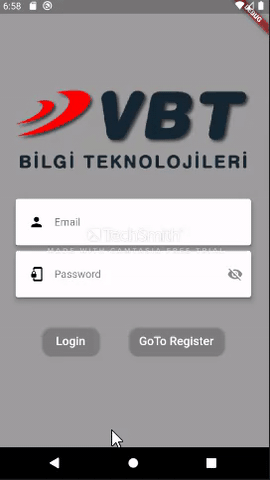 6:58
DEBUG
VBT
BİLGİ TEKNOLOJİLERİ
Email
TechSmith
MADE WITH CAMTASIA FREE TRIAL
Password
Login
GoTo Register